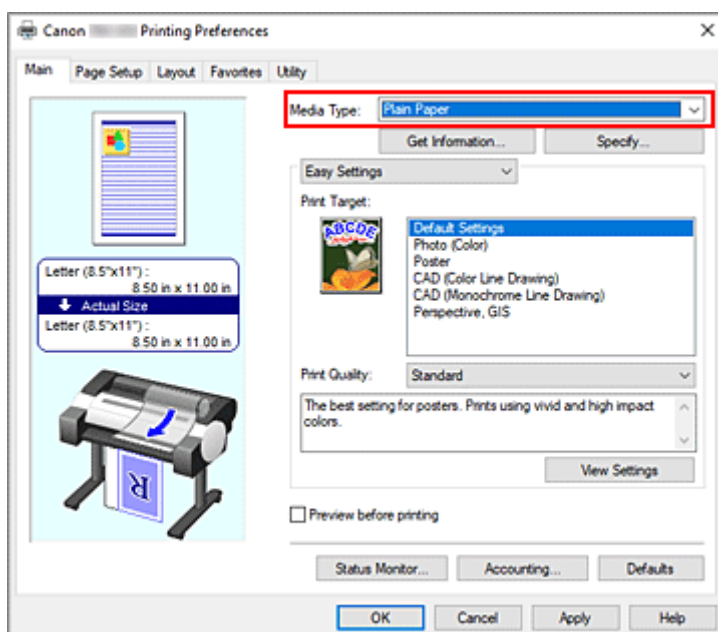 Canon Printing Preferences
Main Page Setup Layout Favorites Utility
Media Type: Plain Paper
Get Information... Specify...
Easy Settings
Print Target:
ABCDE
Default Settings
Photo (Color)
Poster
CAD (Color Line Drawing)
CAD (Monochrome Line Drawing)
Perspective, GIS
Letter (8.5"x11") :
8.50 in x 11.00 in
Actual Size
Letter (8.5"x11") :
8.50 in x 11.00 in
R
Print Quality: Standard
The best setting for posters. Prints using vivid and high impact
colors.
View Settings
Preview before printing
Status Monitor... Accounting... Defaults
OK Cancel Apply Help